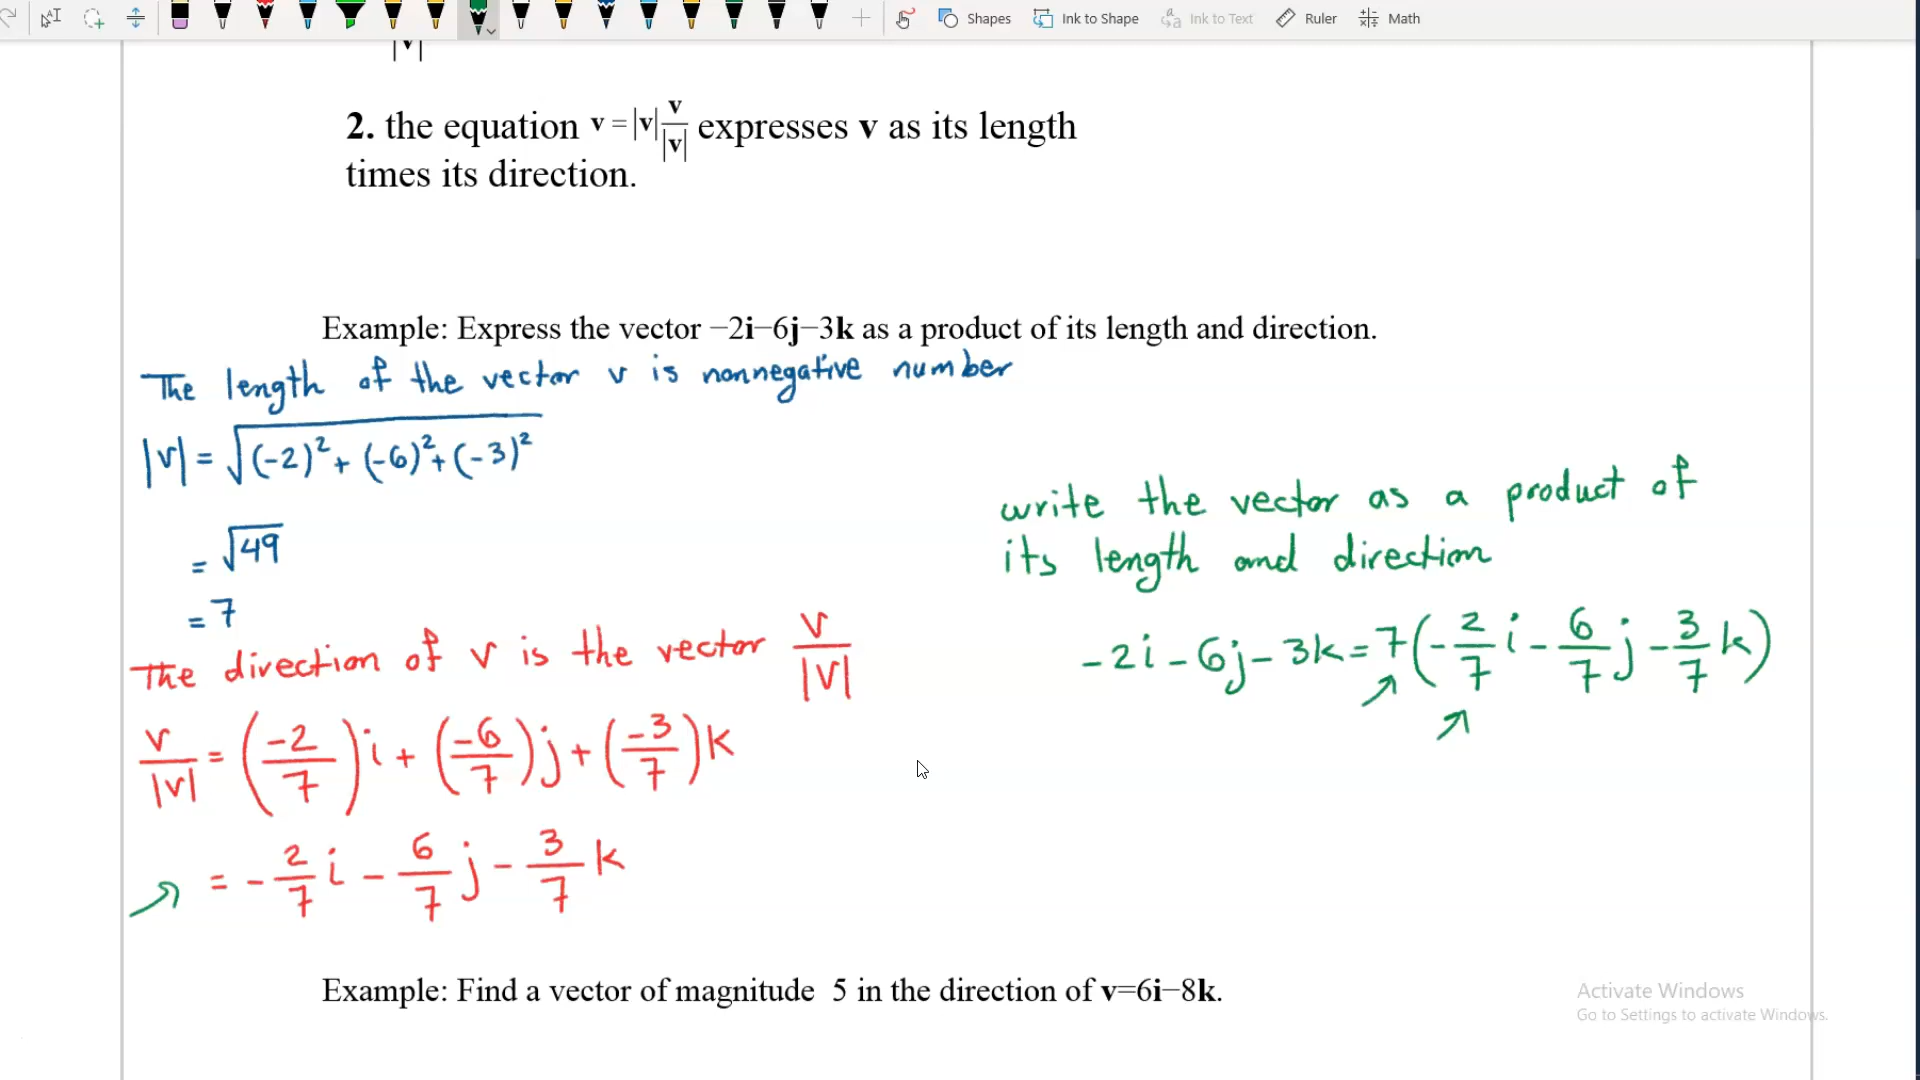 Shapes Ink to Shape Ink to Text Ruler Math
|v|
2. the equation v = |v| v/|v| expresses v as its length
times its direction.
Example: Express the vector −2i−6j−3k as a product of its length and direction.
The length of the vector v is nonnegative number
|v| = √((-2)² + (-6)² + (-3)²)
= √49
= 7
The direction of v is the vector v/|v|
v/|v| = (-2/7)i + (-6/7)j + (-3/7)k
= -2/7 i - 6/7 j - 3/7 k
write the vector as a product of
its length and direction
-2i - 6j - 3k = 7(-2/7 i - 6/7 j - 3/7 k)
Example: Find a vector of magnitude 5 in the direction of v=6i−8k.
Activate Windows
Go to Settings to activate Windows.